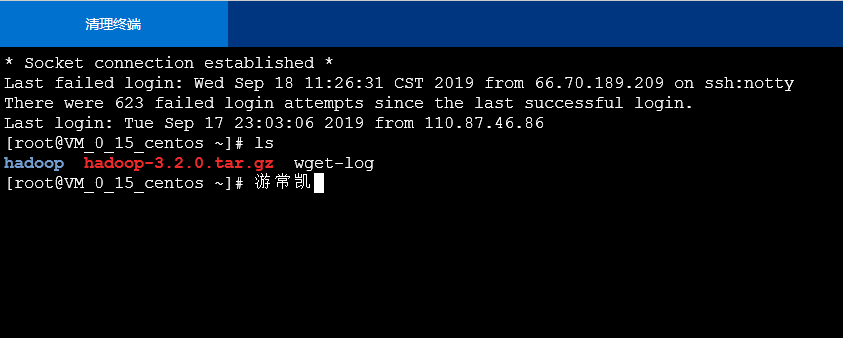 清理终端
* Socket connection established *
Last failed login: Wed Sep 18 11:26:31 CST 2019 from 66.70.189.209 on ssh:notty
There were 623 failed login attempts since the last successful login.
Last login: Tue Sep 17 23:03:06 2019 from 110.87.46.86
[root@VM_0_15_centos ~]# ls
hadoop  hadoop-3.2.0.tar.gz  wget-log
[root@VM_0_15_centos ~]# 游常凯